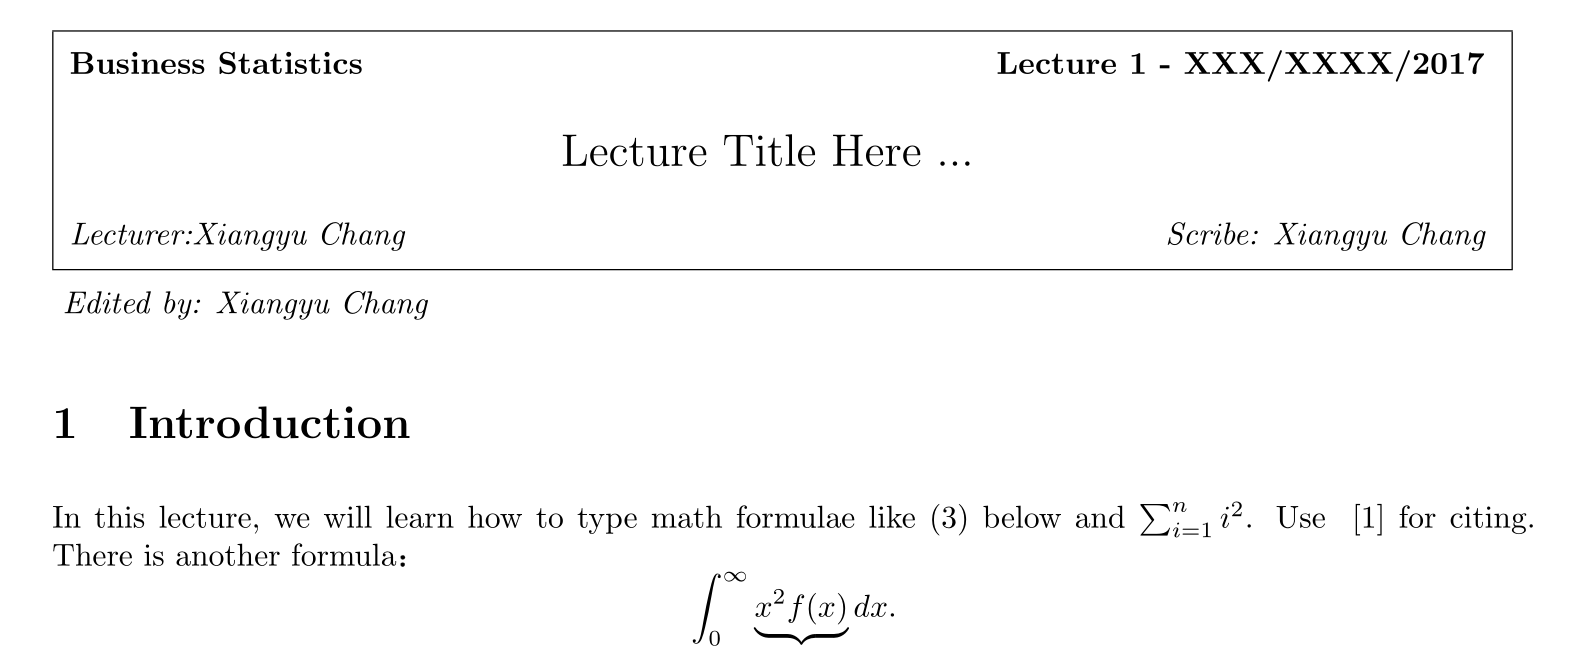 Business Statistics Lecture 1 - XXX/XXXX/2017
Lecture Title Here ...
Lecturer:Xiangyu Chang Scribe: Xiangyu Chang
Edited by: Xiangyu Chang
1 Introduction
In this lecture, we will learn how to type math formulae like (3) below and $\sum_{i=1}^{n} i^2$. Use [1] for citing.
There is another formula：
$\int_0^\infty \underbrace{x^2 f(x)} dx.$